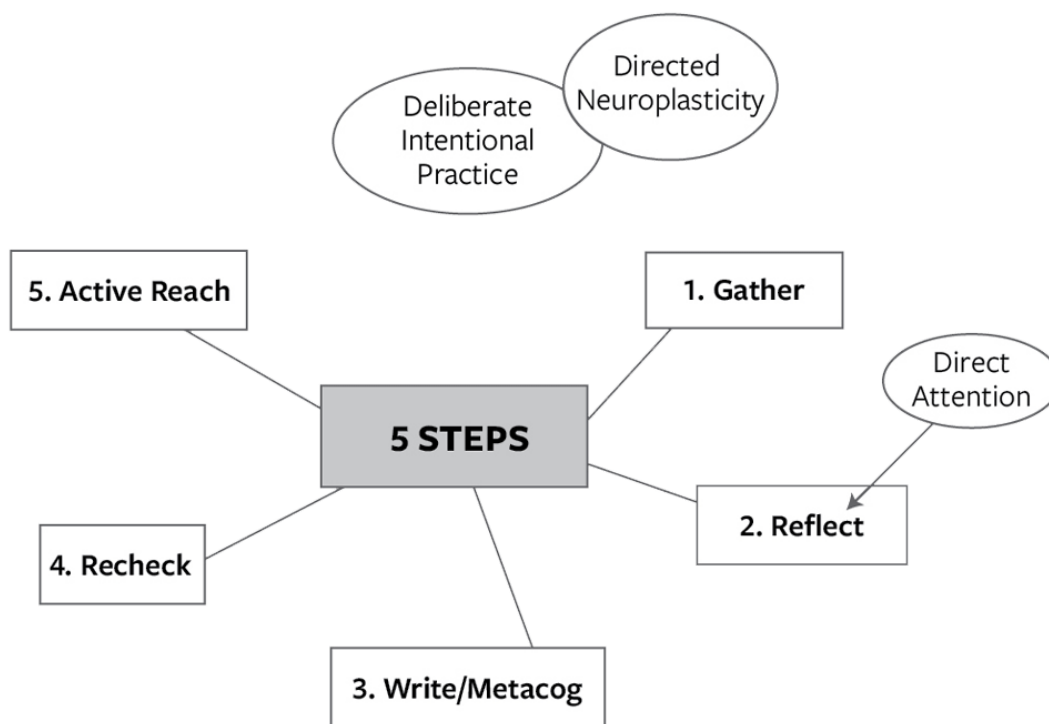 Directed
Neuroplasticity
Deliberate
Intentional
Practice
5. Active Reach
1. Gather
Direct
Attention
5 STEPS
2. Reflect
4. Recheck
3. Write/Metacog